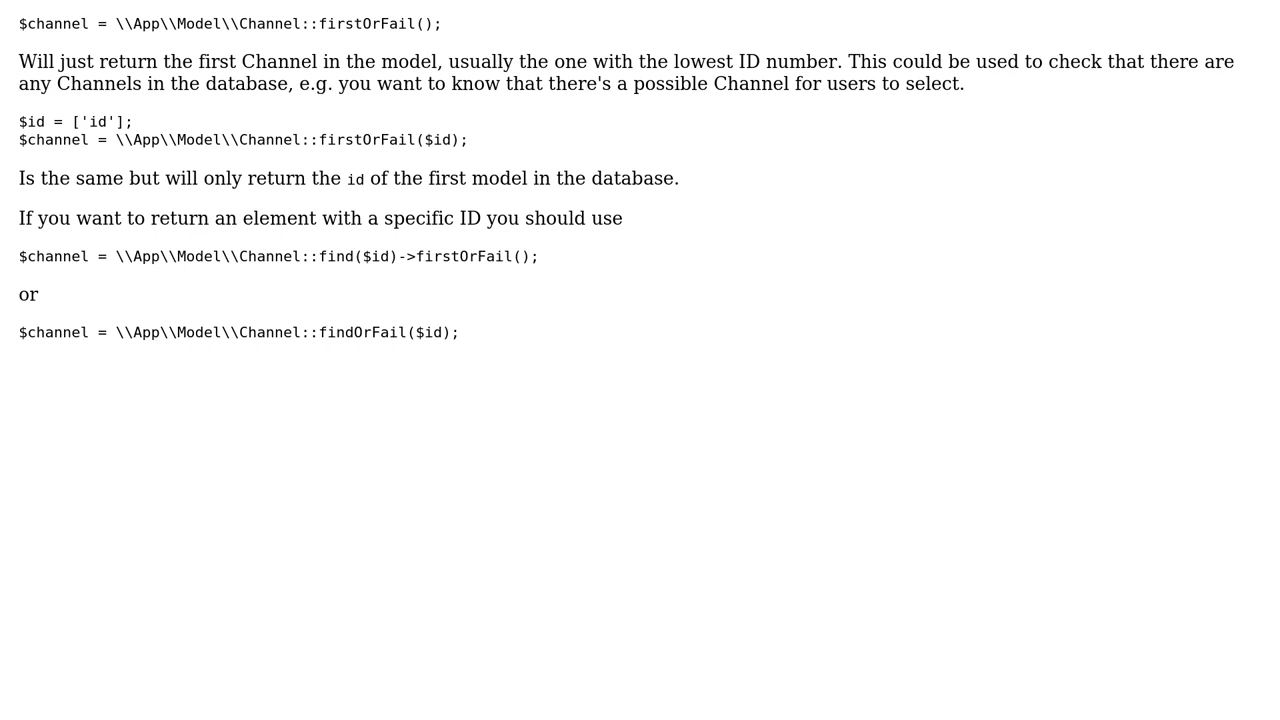 $channel = \\App\\Model\\Channel::firstOrFail();
Will just return the first Channel in the model, usually the one with the lowest ID number. This could be used to check that there are
any Channels in the database, e.g. you want to know that there's a possible Channel for users to select.
$id = ['id'];
$channel = \\App\\Model\\Channel::firstOrFail($id);
Is the same but will only return the id of the first model in the database.
If you want to return an element with a specific ID you should use
$channel = \\App\\Model\\Channel::find($id)->firstOrFail();
or
$channel = \\App\\Model\\Channel::findOrFail($id);